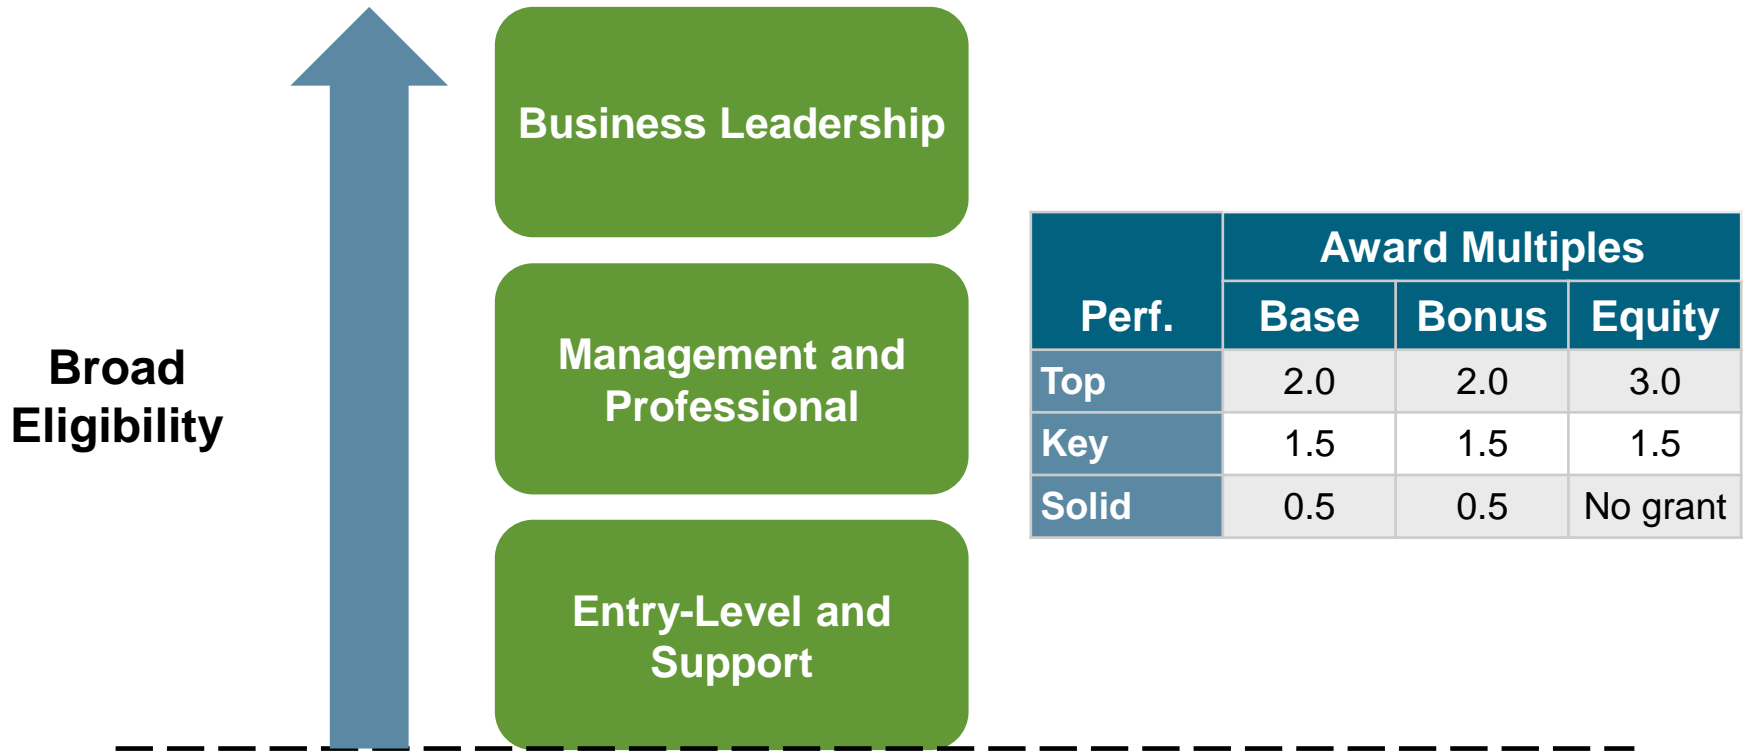 Broad
Eligibility
Business Leadership
Management and
Professional
Entry-Level and
Support
Award Multiples
Perf. Base Bonus Equity
Top 2.0 2.0 3.0
Key 1.5 1.5 1.5
Solid 0.5 0.5 No grant